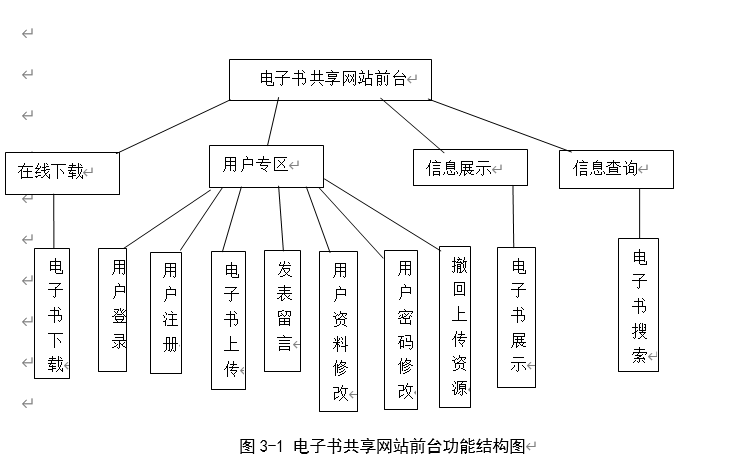 电子书共享网站前台
在线下载
用户专区
信息展示
信息查询
电子书下载
用户登录
用户注册
电子书上传
发表留言
用户资料修改
用户密码修改
撤回上传资源
电子书展示
电子书搜索
图 3-1 电子书共享网站前台功能结构图